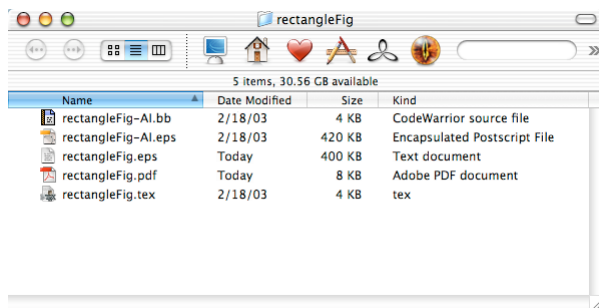 rectangleFig
5 items, 30.56 GB available
Name Date Modified Size Kind
rectangleFig-AI.bb 2/18/03 4 KB CodeWarrior source file
rectangleFig-AI.eps 2/18/03 420 KB Encapsulated Postscript File
rectangleFig.eps Today 400 KB Text document
rectangleFig.pdf Today 8 KB Adobe PDF document
rectangleFig.tex 2/18/03 4 KB tex